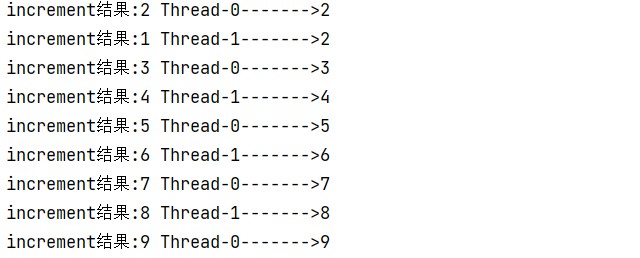 increment结果:2 Thread-0------->2
increment结果:1 Thread-1------->2
increment结果:3 Thread-0------->3
increment结果:4 Thread-1------->4
increment结果:5 Thread-0------->5
increment结果:6 Thread-1------->6
increment结果:7 Thread-0------->7
increment结果:8 Thread-1------->8
increment结果:9 Thread-0------->9